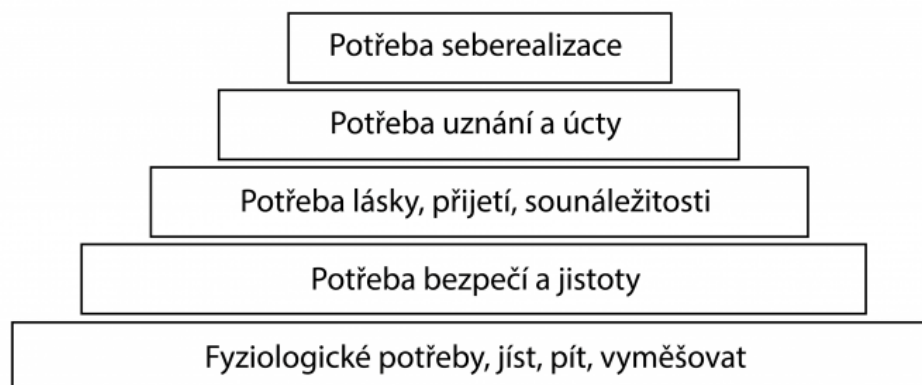 Potřeba seberealizace
Potřeba uznání a úcty
Potřeba lásky, přijetí, sounáležitosti
Potřeba bezpečí a jistoty
Fyziologické potřeby, jíst, pít, vyměšovat